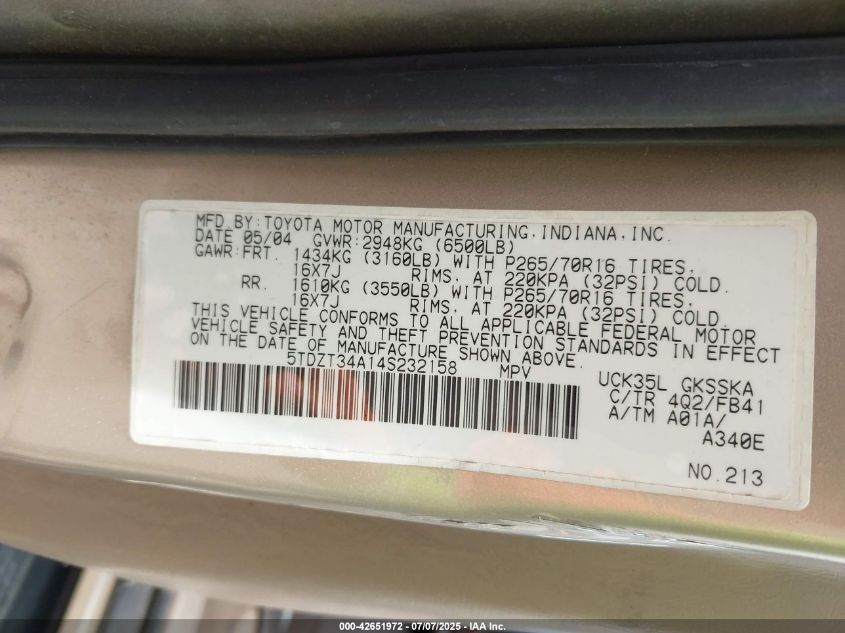 MFD.BY:TOYOTA MOTOR MANUFACTURING,INDIANA,INC.
DATE 05/04 GVWR:2948KG (6500LB)
GAWR:FRT. 1434KG (3160LB) WITH P265/70R16 TIRES,
16X7J RIMS, AT 220KPA (32PSI) COLD.
RR. 1610KG (3550LB) WITH P265/70R16 TIRES,
16X7J RIMS, AT 220KPA (32PSI) COLD.
THIS VEHICLE CONFORMS TO ALL APPLICABLE FEDERAL MOTOR
VEHICLE SAFETY AND THEFT PREVENTION STANDARDS IN EFFECT
ON THE DATE OF MANUFACTURE SHOWN ABOVE.
5TDZT34A14S232158 MPV
UCK35L GKSSKA
C/TR 4Q2/FB41
A/TM A01A/
A340E
NO.213
000-42651972 / 07/07/2025 - IAA Inc.